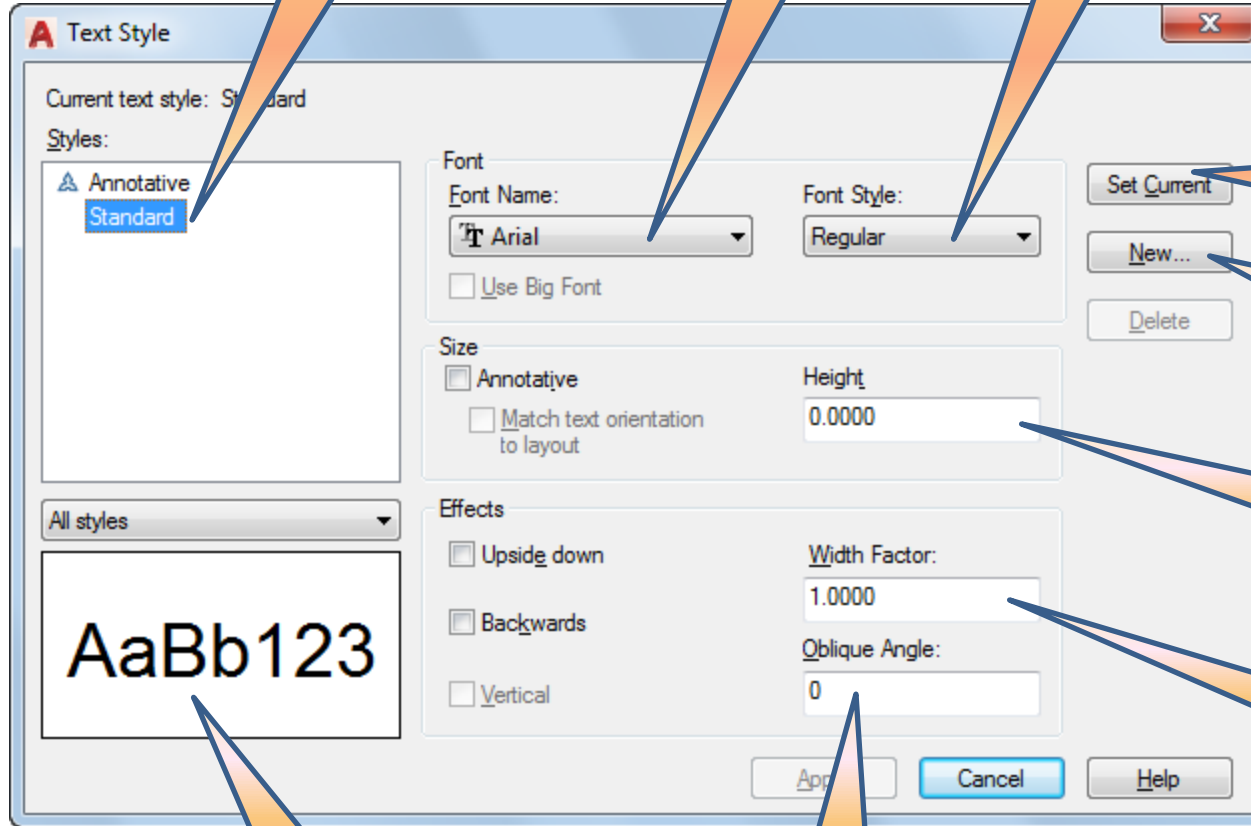 Text Style
Current text style: Standard
Styles:
Annotative
Standard
All styles
AaBb123
Font
Font Name:
Font Style:
Arial
Regular
Use Big Font
Size
Annotative
Height
Match text orientation
to layout
0.0000
Effects
Upside down
Width Factor:
1.0000
Backwards
Oblique Angle:
Vertical
0
Set Current
New...
Delete
Apply
Cancel
Help